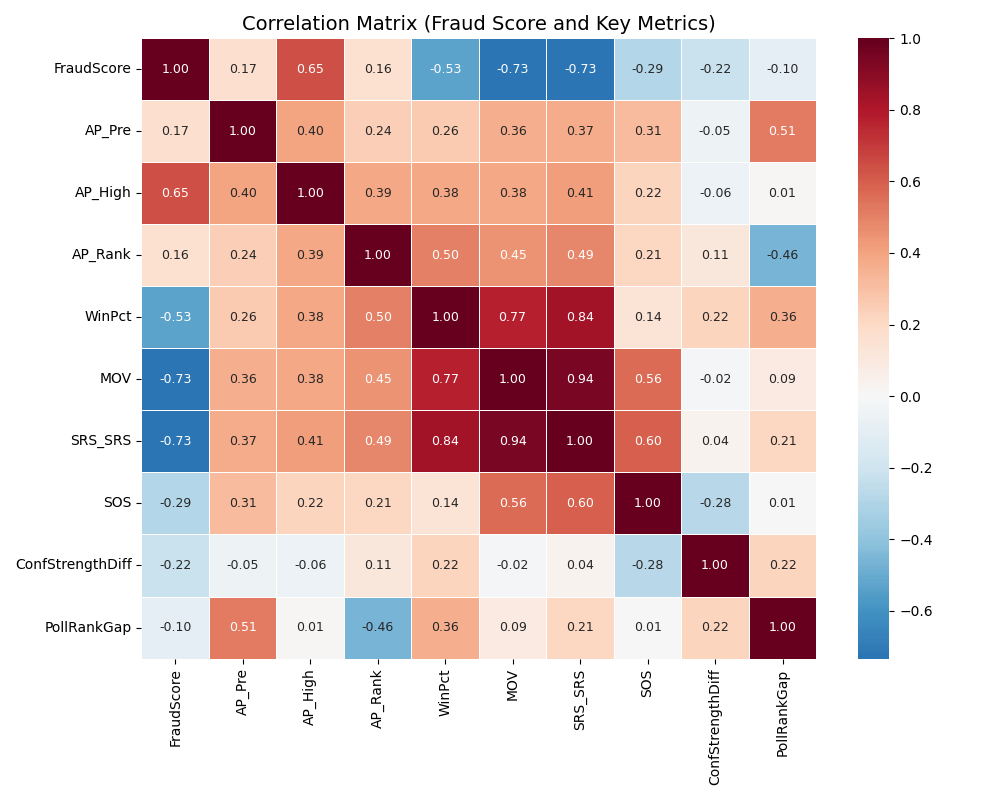 Correlation Matrix (Fraud Score and Key Metrics)
FraudScore 1.00 0.17 0.65 0.16 -0.53 -0.73 -0.73 -0.29 -0.22 -0.10
AP_Pre 0.17 1.00 0.40 0.24 0.26 0.36 0.37 0.31 -0.05 0.51
AP_High 0.65 0.40 1.00 0.39 0.38 0.38 0.41 0.22 -0.06 0.01
AP_Rank 0.16 0.24 0.39 1.00 0.50 0.45 0.49 0.21 0.11 -0.46
WinPct -0.53 0.26 0.38 0.50 1.00 0.77 0.84 0.14 0.22 0.36
MOV -0.73 0.36 0.38 0.45 0.77 1.00 0.94 0.56 -0.02 0.09
SRS_SRS -0.73 0.37 0.41 0.49 0.84 0.94 1.00 0.60 0.04 0.21
SOS -0.29 0.31 0.22 0.21 0.14 0.56 0.60 1.00 -0.28 0.01
ConfStrengthDiff -0.22 -0.05 -0.06 0.11 0.22 -0.02 0.04 -0.28 1.00 0.22
PollRankGap -0.10 0.51 0.01 -0.46 0.36 0.09 0.21 0.01 0.22 1.00
FraudScore AP_Pre AP_High AP_Rank WinPct MOV SRS_SRS SOS ConfStrengthDiff PollRankGap
1.0
0.8
0.6
0.4
0.2
0.0
−0.2
−0.4
−0.6